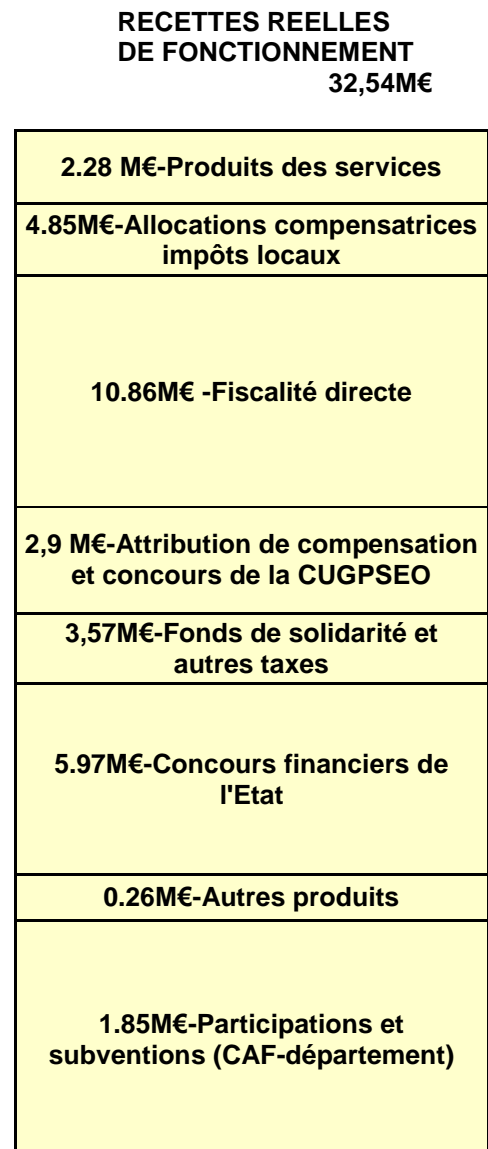 RECETTES REELLES
DE FONCTIONNEMENT
32,54M€
2.28 M€-Produits des services
4.85M€-Allocations compensatrices
impôts locaux
10.86M€ -Fiscalité directe
2,9 M€-Attribution de compensation
et concours de la CUGPSEO
3,57M€-Fonds de solidarité et
autres taxes
5.97M€-Concours financiers de
l'Etat
0.26M€-Autres produits
1.85M€-Participations et
subventions (CAF-département)